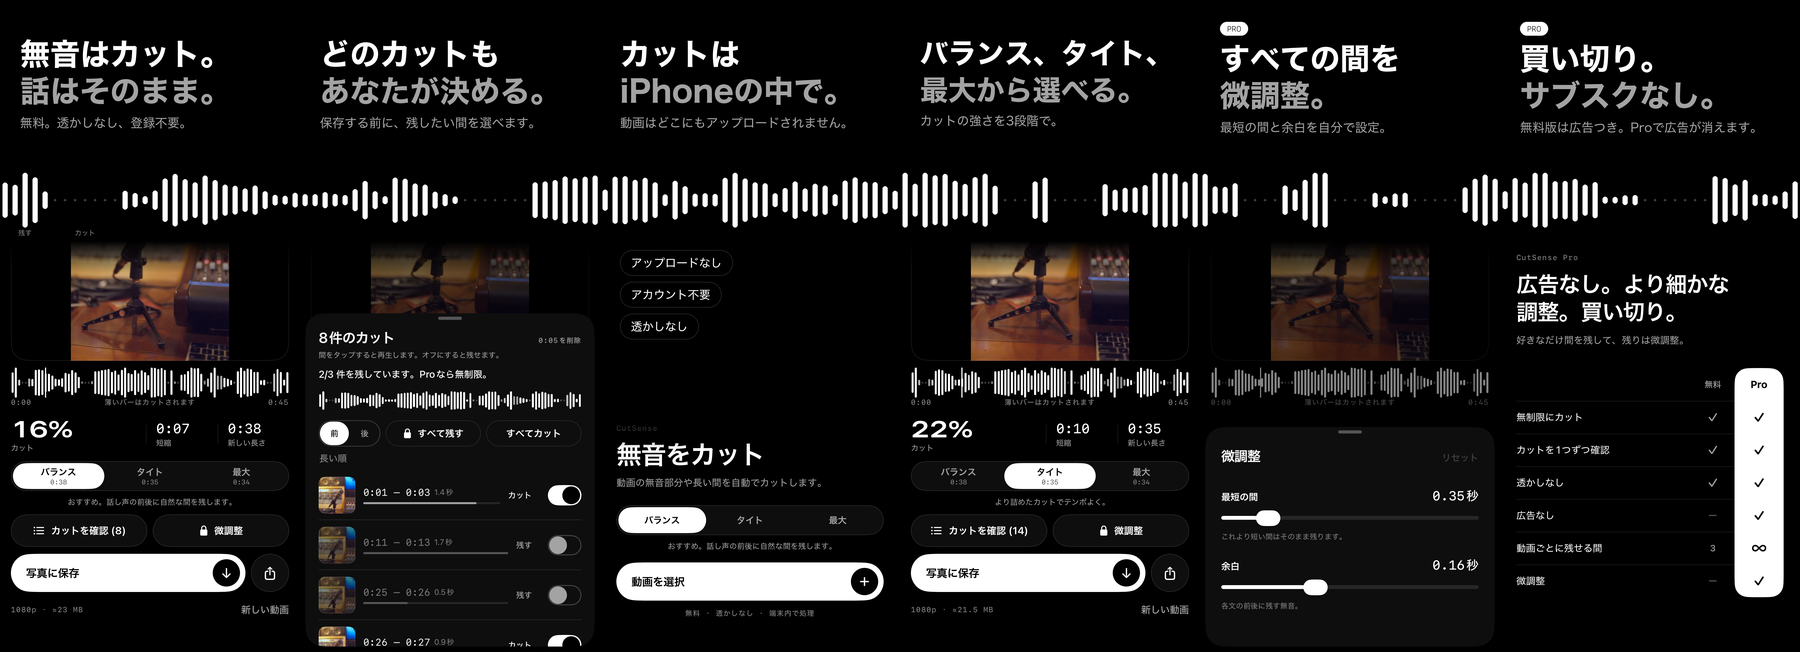 無音はカット。
話はそのまま。
無料。透かしなし、登録不要。
残す
カット
0:00
薄いバーはカットされます
0:45
16%
カット
0:07
短縮
0:38
新しい長さ
バランス
0:38
タイト
0:35
最大
0:34
おすすめ。話し声の前後に自然な間を残します。
カットを確認 (8)
微調整
写真に保存
1080p · ≈23 MB
新しい動画
どのカットも
あなたが決める。
保存する前に、残したい間を選べます。
8件のカット
0:05を削除
間をタップすると再生します。オフにすると残せます。
2/3 件を残しています。Proなら無制限。
前
後
すべて残す
すべてカット
長い順
0:01 – 0:03 1.4秒
カット
0:11 – 0:13 1.7秒
残す
0:25 – 0:26 0.5秒
残す
0:26 – 0:27 0.9秒
カット
カットは
iPhoneの中で。
動画はどこにもアップロードされません。
アップロードなし
アカウント不要
透かしなし
CutSense
無音をカット
動画の無音部分や長い間を自動でカットします。
バランス
タイト
最大
おすすめ。話し声の前後に自然な間を残します。
動画を選択
無料 · 透かしなし · 端末内で処理
バランス、タイト、
最大から選べる。
カットの強さを3段階で。
0:00
薄いバーはカットされます
0:45
22%
カット
0:10
短縮
0:35
新しい長さ
バランス
0:38
タイト
0:35
最大
0:34
より詰めたカットでテンポよく。
カットを確認 (14)
微調整
写真に保存
1080p · ≈21.5 MB
新しい動画
PRO
すべての間を
微調整。
最短の間と余白を自分で設定。
0:00
薄いバーはカットされます
0:45
微調整
リセット
最短の間
0.35秒
これより短い間はそのまま残ります。
余白
0.16秒
各文の前後に残す無音。
PRO
買い切り。
サブスクなし。
無料版は広告つき。Proで広告が消えます。
CutSense Pro
広告なし。より細かな
調整。買い切り。
好きなだけ間を残して、残りは微調整。
無料
Pro
無制限にカット
カットを1つずつ確認
透かしなし
広告なし
動画ごとに残せる間
3
∞
微調整